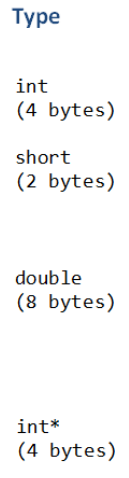 Type
int
(4 bytes)
short
(2 bytes)
double
(8 bytes)
int*
(4 bytes)